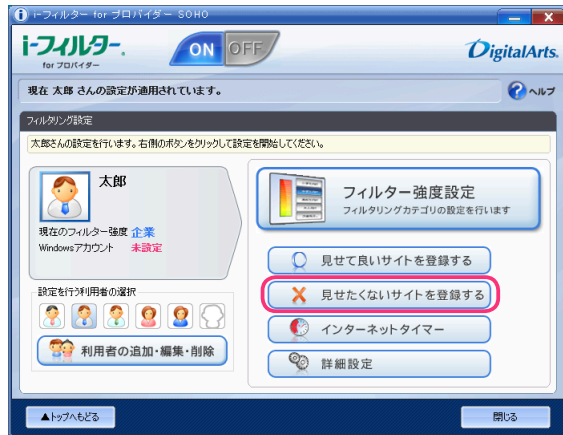 i-フィルター for プロバイダー SOHO
i-フィルター.
for プロバイダー
ON OFF
DigitalArts.
現在 太郎 さんの設定が適用されています。
ヘルプ
フィルタリング設定
太郎さんの設定を行います。右側のボタンをクリックして設定を開始してください。
太郎
現在のフィルター強度 企業
Windowsアカウント 未設定
設定を行う利用者の選択
利用者の追加・編集・削除
フィルター強度設定
フィルタリングカテゴリの設定を行います
見せて良いサイトを登録する
見せたくないサイトを登録する
インターネットタイマー
詳細設定
▲トップへもどる
閉じる